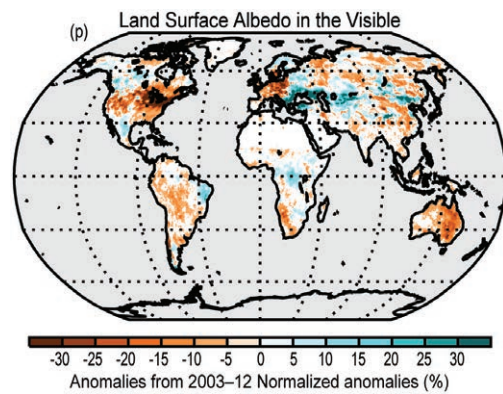 (p)
Land Surface Albedo in the Visible
-30 -25 -20 -15 -10 -5 0 5 10 15 20 25 30
Anomalies from 2003–12 Normalized anomalies (%)